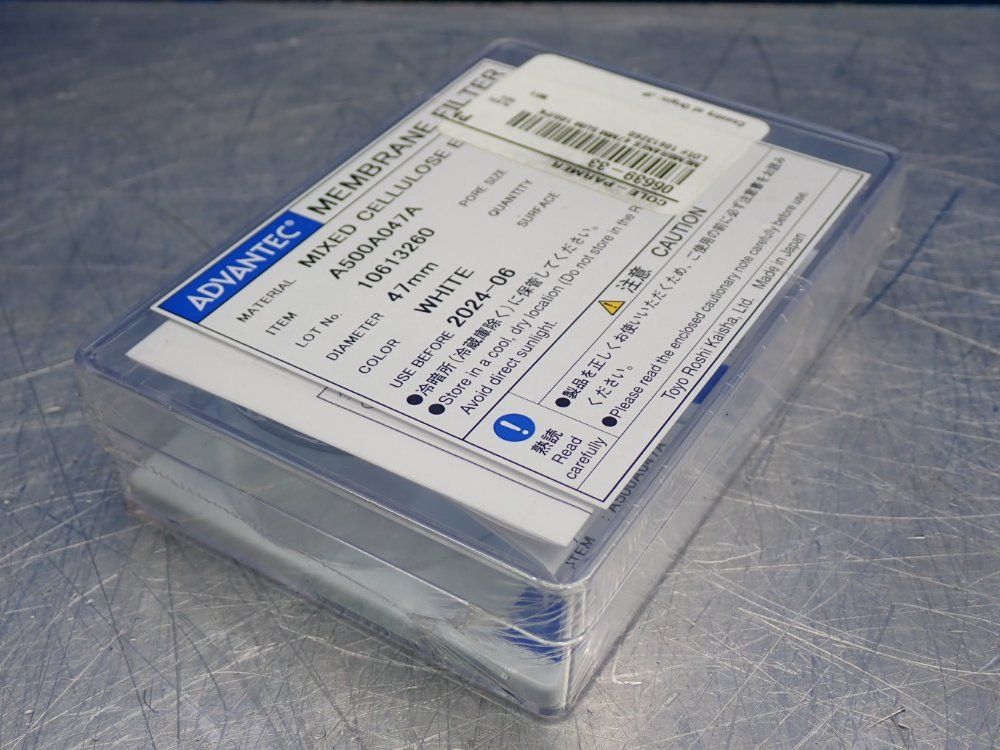 ADVANTEC®
MEMBRANE FILTER
MATERIAL MIXED CELLULOSE E
ITEM A500A047A
LOT No. 10613260
DIAMETER 47mm
COLOR WHITE
PORE SIZE
QUANTITY
SURFACE
USE BEFORE 2024-06
●冷暗所(冷蔵庫除く)に保管してください。
●Store in a cool, dry location (Do not store in the R
Avoid direct sunlight.
熟読
Read
carefully
注意 CAUTION
●製品を正しくお使いいただくため、ご使用の前に必ず注意書をお読み
ください。
●Please read the enclosed cautionary note carefully before use.
Toyo Roshi Kaisha, Ltd. Made in Japan
COLE-PARMER
06639-33
LOT 10613260
ITEM : A500A047A